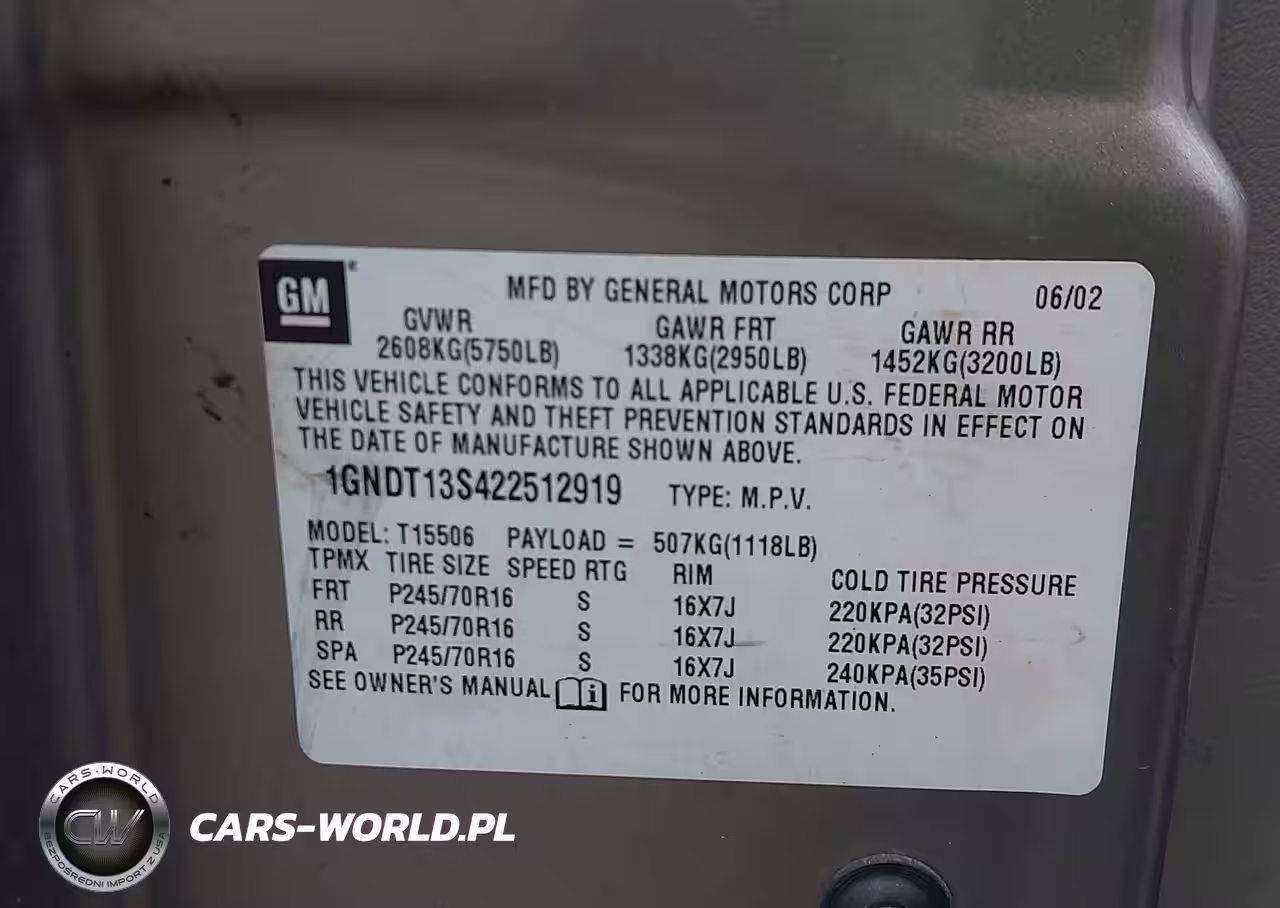 GM
MFD BY GENERAL MOTORS CORP 06/02
GVWR GAWR FRT GAWR RR
2608KG(5750LB) 1338KG(2950LB) 1452KG(3200LB)
THIS VEHICLE CONFORMS TO ALL APPLICABLE U.S. FEDERAL MOTOR
VEHICLE SAFETY AND THEFT PREVENTION STANDARDS IN EFFECT ON
THE DATE OF MANUFACTURE SHOWN ABOVE.
1GNDT13S422512919 TYPE: M.P.V.
MODEL: T15506 PAYLOAD = 507KG(1118LB)
TPMX TIRE SIZE SPEED RTG RIM COLD TIRE PRESSURE
FRT P245/70R16 S 16X7J 220KPA(32PSI)
RR P245/70R16 S 16X7J 220KPA(32PSI)
SPA P245/70R16 S 16X7J 240KPA(35PSI)
SEE OWNER'S MANUAL i FOR MORE INFORMATION.
CARS-WORLD
CW
BEZPOŚREDNI IMPORT Z USA
CARS-WORLD.PL